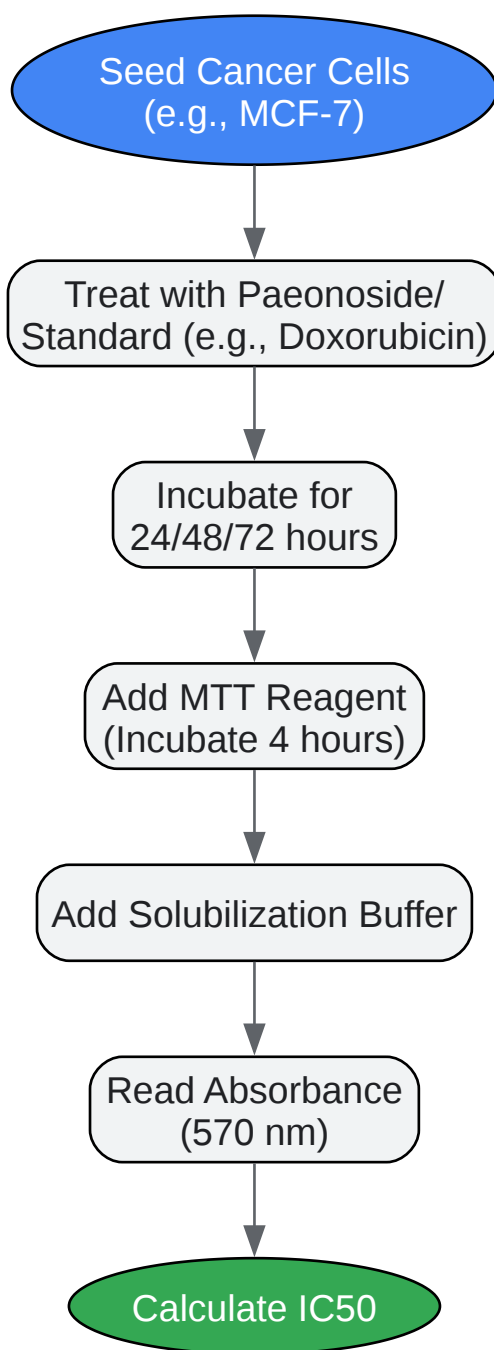 Seed Cancer Cells
(e.g., MCF-7)
Treat with Paeonoside/
Standard (e.g., Doxorubicin)
Incubate for
24/48/72 hours
Add MTT Reagent
(Incubate 4 hours)
Add Solubilization Buffer
Read Absorbance
(570 nm)
Calculate IC50